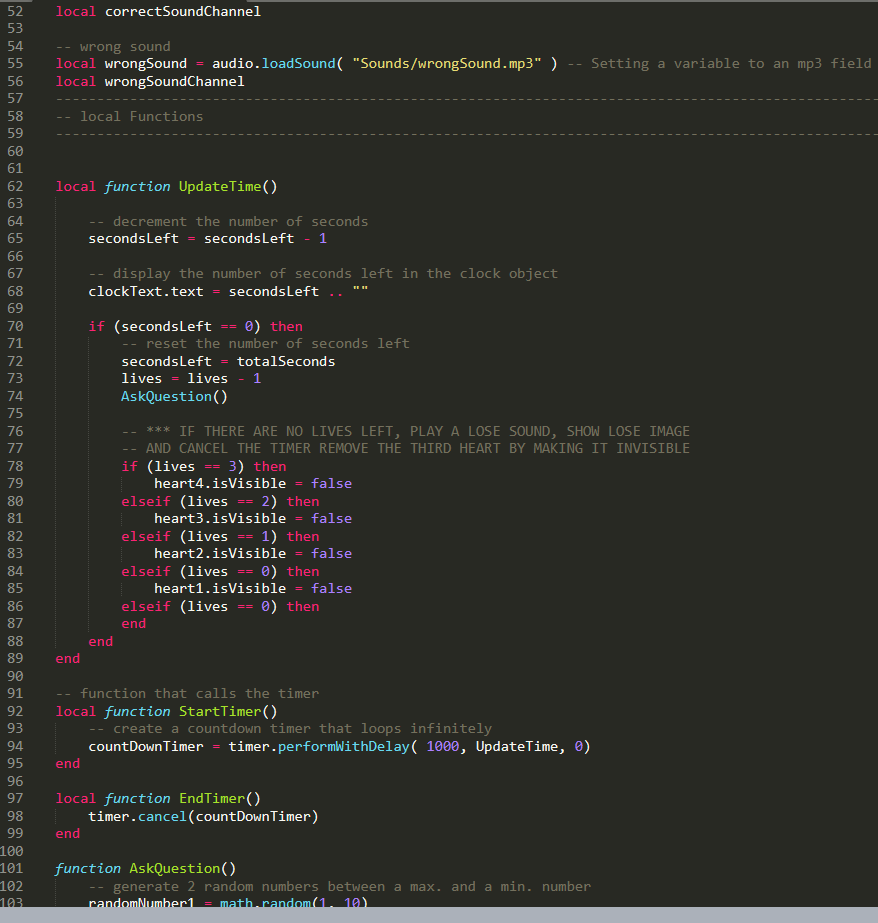 52 local correctSoundChannel
53
54 -- wrong sound
55 local wrongSound = audio.loadSound( "Sounds/wrongSound.mp3" ) -- Setting a variable to an mp3 field
56 local wrongSoundChannel
57 ----------------------------------------------------------------------------------------------------
58 -- local Functions
59 ----------------------------------------------------------------------------------------------------
60
61
62 local function UpdateTime()
63
64     -- decrement the number of seconds
65     secondsLeft = secondsLeft - 1
66
67     -- display the number of seconds left in the clock object
68     clockText.text = secondsLeft .. ""
69
70     if (secondsLeft == 0) then
71         -- reset the number of seconds left
72         secondsLeft = totalSeconds
73         lives = lives - 1
74         AskQuestion()
75
76         -- *** IF THERE ARE NO LIVES LEFT, PLAY A LOSE SOUND, SHOW LOSE IMAGE
77         -- AND CANCEL THE TIMER REMOVE THE THIRD HEART BY MAKING IT INVISIBLE
78         if (lives == 3) then
79             heart4.isVisible = false
80         elseif (lives == 2) then
81             heart3.isVisible = false
82         elseif (lives == 1) then
83             heart2.isVisible = false
84         elseif (lives == 0) then
85             heart1.isVisible = false
86         elseif (lives == 0) then
87         end
88     end
89 end
90
91 -- function that calls the timer
92 local function StartTimer()
93     -- create a countdown timer that loops infinitely
94     countDownTimer = timer.performWithDelay( 1000, UpdateTime, 0)
95 end
96
97 local function EndTimer()
98     timer.cancel(countDownTimer)
99 end
100
101 function AskQuestion()
102     -- generate 2 random numbers between a max. and a min. number
103     randomNumber1 = math.random(1, 10)